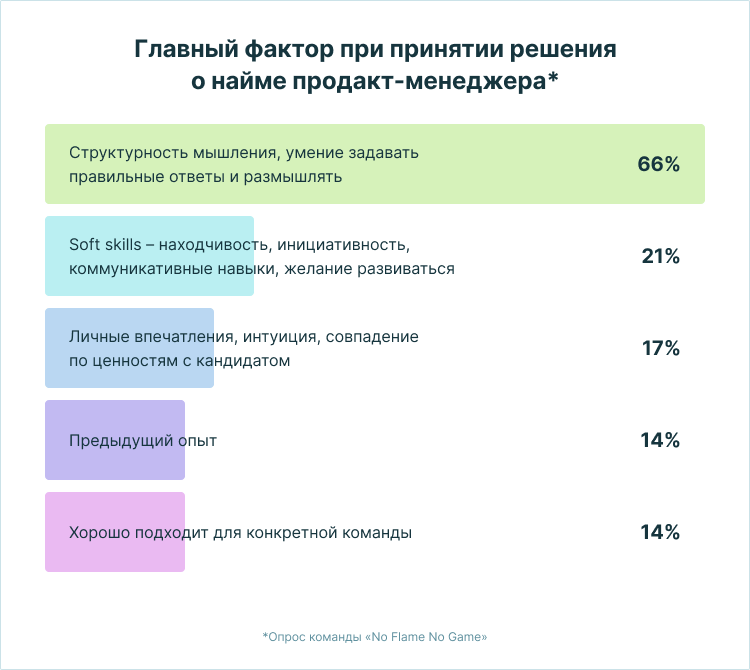 Главный фактор при принятии решения
о найме продакт-менеджера*
Структурность мышления, умение задавать
правильные ответы и размышлять
66%
Soft skills – находчивость, инициативность,
коммуникативные навыки, желание развиваться
21%
Личные впечатления, интуиция, совпадение
по ценностям с кандидатом
17%
Предыдущий опыт
14%
Хорошо подходит для конкретной команды
14%
*Опрос команды «No Flame No Game»